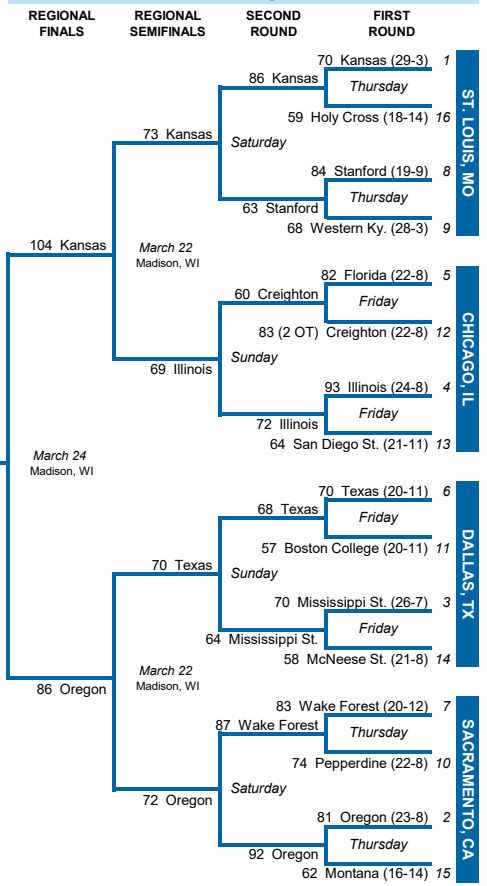 REGIONAL FINALS
REGIONAL SEMIFINALS
SECOND ROUND
FIRST ROUND
70 Kansas (29-3) 1
86 Kansas
Thursday
59 Holy Cross (18-14) 16
73 Kansas
Saturday
84 Stanford (19-9) 8
Thursday
63 Stanford
68 Western Ky. (28-3) 9
ST. LOUIS, MO
104 Kansas
March 22
Madison, WI
82 Florida (22-8) 5
60 Creighton
Friday
83 (2 OT) Creighton (22-8) 12
69 Illinois
Sunday
93 Illinois (24-8) 4
Friday
72 Illinois
64 San Diego St. (21-11) 13
CHICAGO, IL
March 24
Madison, WI
70 Texas (20-11) 6
68 Texas
Friday
57 Boston College (20-11) 11
70 Texas
Sunday
70 Mississippi St. (26-7) 3
Friday
64 Mississippi St.
58 McNeese St. (21-8) 14
DALLAS, TX
86 Oregon
March 22
Madison, WI
83 Wake Forest (20-12) 7
87 Wake Forest
Thursday
74 Pepperdine (22-8) 10
72 Oregon
Saturday
81 Oregon (23-8) 2
Thursday
92 Oregon
62 Montana (16-14) 15
SACRAMENTO, CA